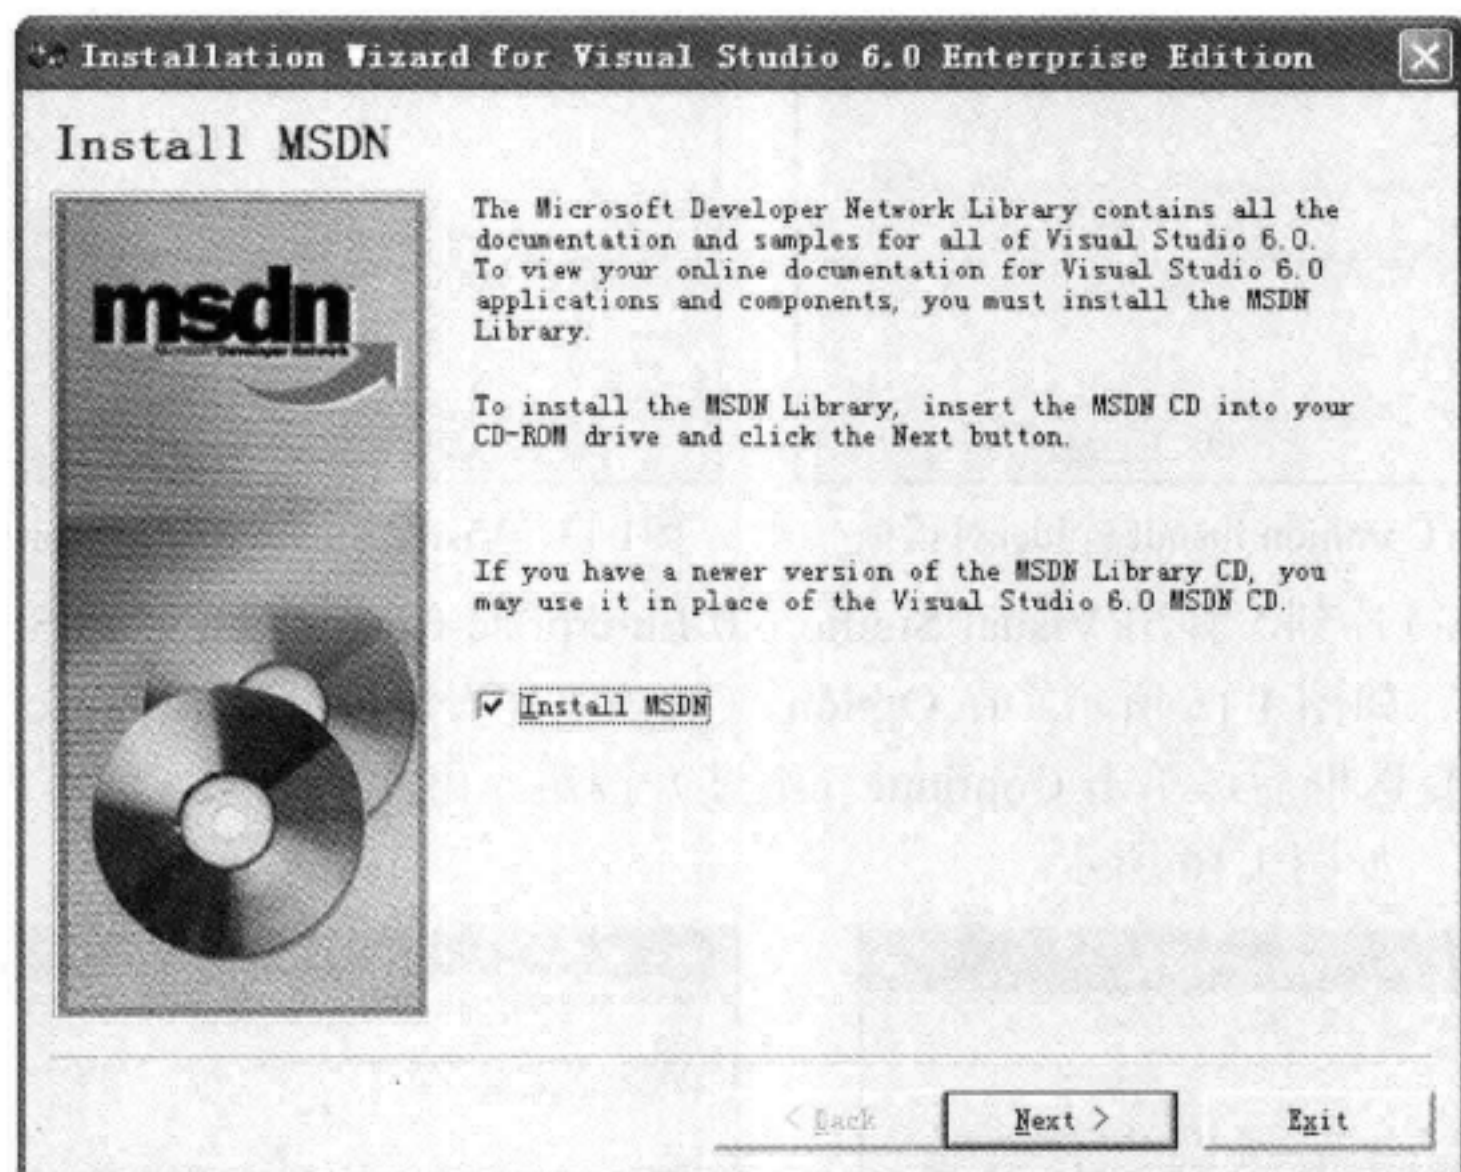 Installation Wizard for Visual Studio 6.0 Enterprise Edition
Install MSDN
msdn
Microsoft Developer Network
The Microsoft Developer Network Library contains all the
documentation and samples for all of Visual Studio 6.0.
To view your online documentation for Visual Studio 6.0
applications and components, you must install the MSDN
Library.
To install the MSDN Library, insert the MSDN CD into your
CD-ROM drive and click the Next button.
If you have a newer version of the MSDN Library CD, you
may use it in place of the Visual Studio 6.0 MSDN CD.
Install MSDN
< Back
Next >
Exit